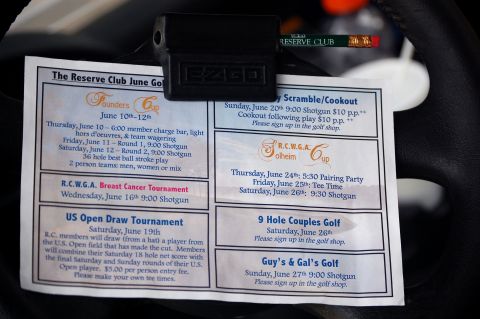 EZGO
RESERVE CLUB
The Reserve Club June Gol
Founders Cup
June 10th-12th
Thursday, June 10 – 6:00 member charge bar, light
hors d'oeuvres, & team wagering
Friday, June 11 – Round 1, 9:00 Shotgun
Saturday, June 12 – Round 2, 9:00 Shotgun
36 hole best ball stroke play
2 person teams: men, women or mix
R.C.W.G.A. Breast Cancer Tournament
Wednesday, June 16th 9:00 Shotgun
US Open Draw Tournament
Saturday, June 19th
R.C. members will draw (from a hat) a player from
the U.S. Open field that has made the cut. Members
will combine their Saturday 18 hole net score with
the final Saturday and Sunday rounds of their U.S.
Open player. $5.00 per person entry fee.
Please make your own tee times.
y Scramble/Cookout
Sunday, June 20th 9:00 Shotgun $10 p.p.**
Cookout following play $10 p.p.**
Please sign up in the golf shop.
R.C.W.G.A.
Solheim Cup
Thursday, June 24th: 5:30 Pairing Party
Friday, June 25th: Tee Time
Saturday, June 26th: 9:30 Shotgun
9 Hole Couples Golf
Saturday, June 26th
Please sign up in the golf shop.
Guy's & Gal's Golf
Sunday, June 27th 9:00 Shotgun
Please sign up in the golf shop.